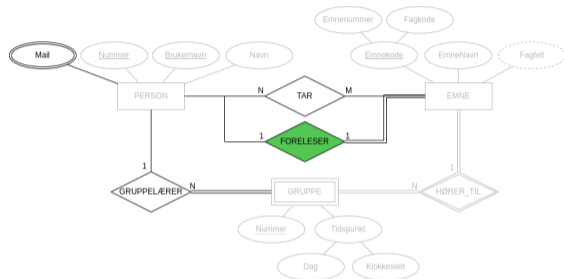 Emnenummer Fagkode
Mail Nummer Brukernavn Navn Emnekode EmneNavn Fagfelt
PERSON N TAR M EMNE
1 FORELESER 1
1 1
GRUPPELÆRER N GRUPPE N HØRER_TIL
Nummer Tidspunkt
Dag Klokkeslett